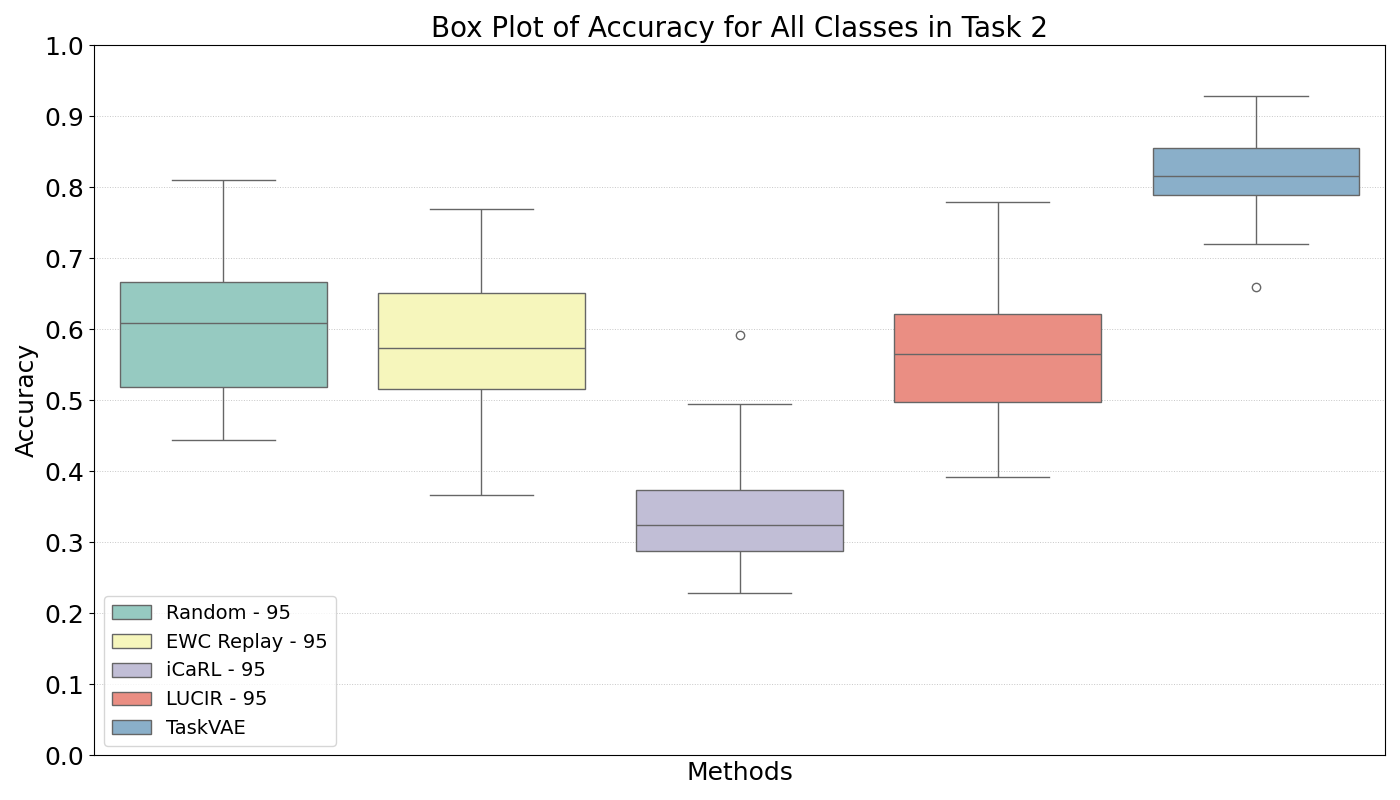 Box Plot of Accuracy for All Classes in Task 2
1.0
0.9
0.8
0.7
0.6
0.5
0.4
0.3
0.2
0.1
0.0
Accuracy
Random - 95
EWC Replay - 95
iCaRL - 95
LUCIR - 95
TaskVAE
Methods